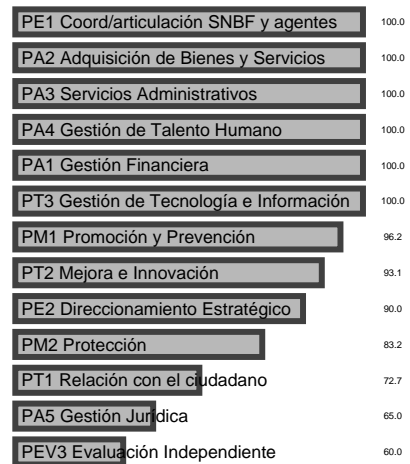 PE1 Coord/articulación SNBF y agentes 100.0
PA2 Adquisición de Bienes y Servicios 100.0
PA3 Servicios Administrativos 100.0
PA4 Gestión de Talento Humano 100.0
PA1 Gestión Financiera 100.0
PT3 Gestión de Tecnología e Información 100.0
PM1 Promoción y Prevención 96.2
PT2 Mejora e Innovación 93.1
PE2 Direccionamiento Estratégico 90.0
PM2 Protección 83.2
PT1 Relación con el ciudadano 72.7
PA5 Gestión Jurídica 65.0
PEV3 Evaluación Independiente 60.0